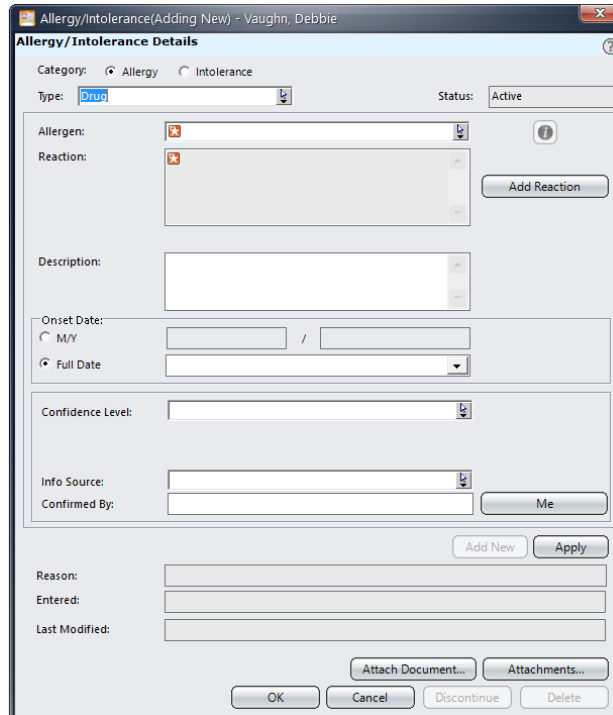 Allergy/Intolerance(Adding New) - Vaughn, Debbie
Allergy/Intolerance Details
Category: Allergy Intolerance
Type: Drug Status: Active
Allergen:
Reaction:
Add Reaction
Description:
Onset Date:
M/Y /
Full Date
Confidence Level:
Info Source:
Confirmed By: Me
Add New Apply
Reason:
Entered:
Last Modified:
Attach Document... Attachments...
OK Cancel Discontinue Delete